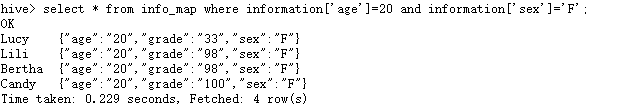 hive> select * from info_map where information['age']=20 and information['sex']='F';
OK
Lucy {"age":"20","grade":"33","sex":"F"}
Lili {"age":"20","grade":"98","sex":"F"}
Bertha {"age":"20","grade":"98","sex":"F"}
Candy {"age":"20","grade":"100","sex":"F"}
Time taken: 0.229 seconds, Fetched: 4 row(s)